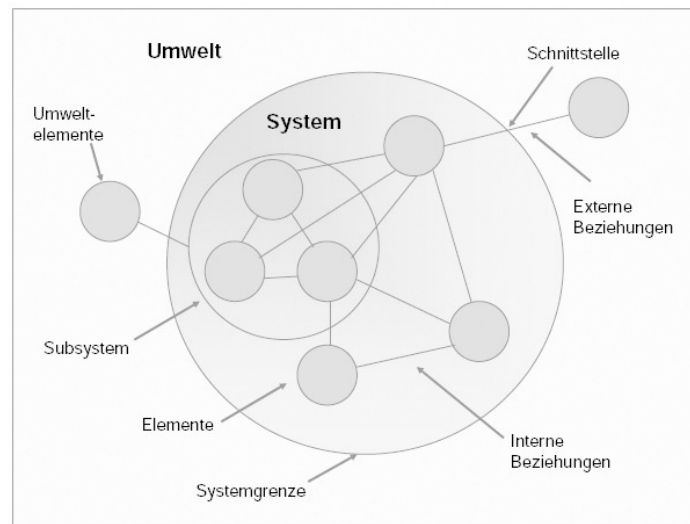 Umwelt
Schnittstelle
Umwelt-
elemente
System
Externe
Beziehungen
Subsystem
Elemente
Interne
Beziehungen
Systemgrenze